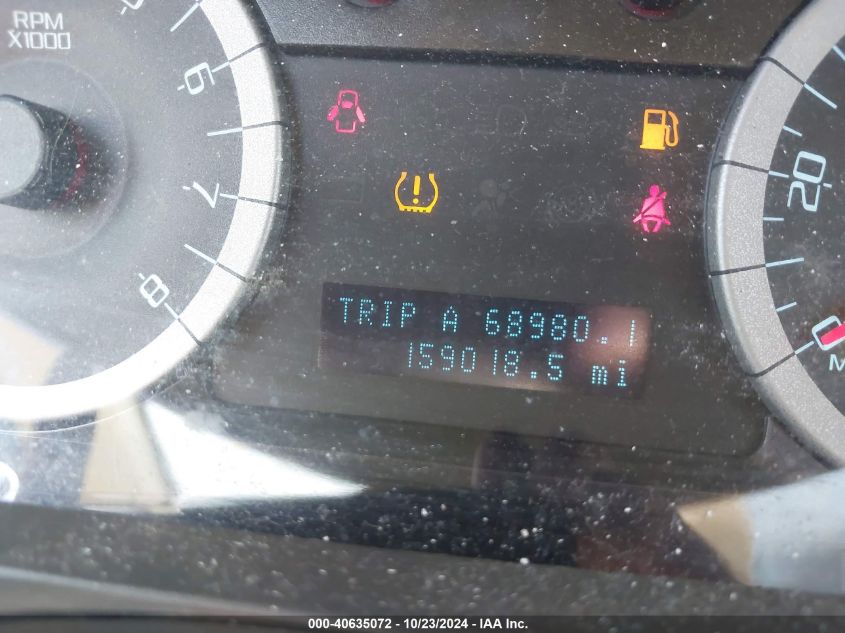 RPM
X1000
6
7
8
20
0
M
TRIP A 68980.1
159018.5 mi
000-40635072 - 10/23/2024 - IAA Inc.